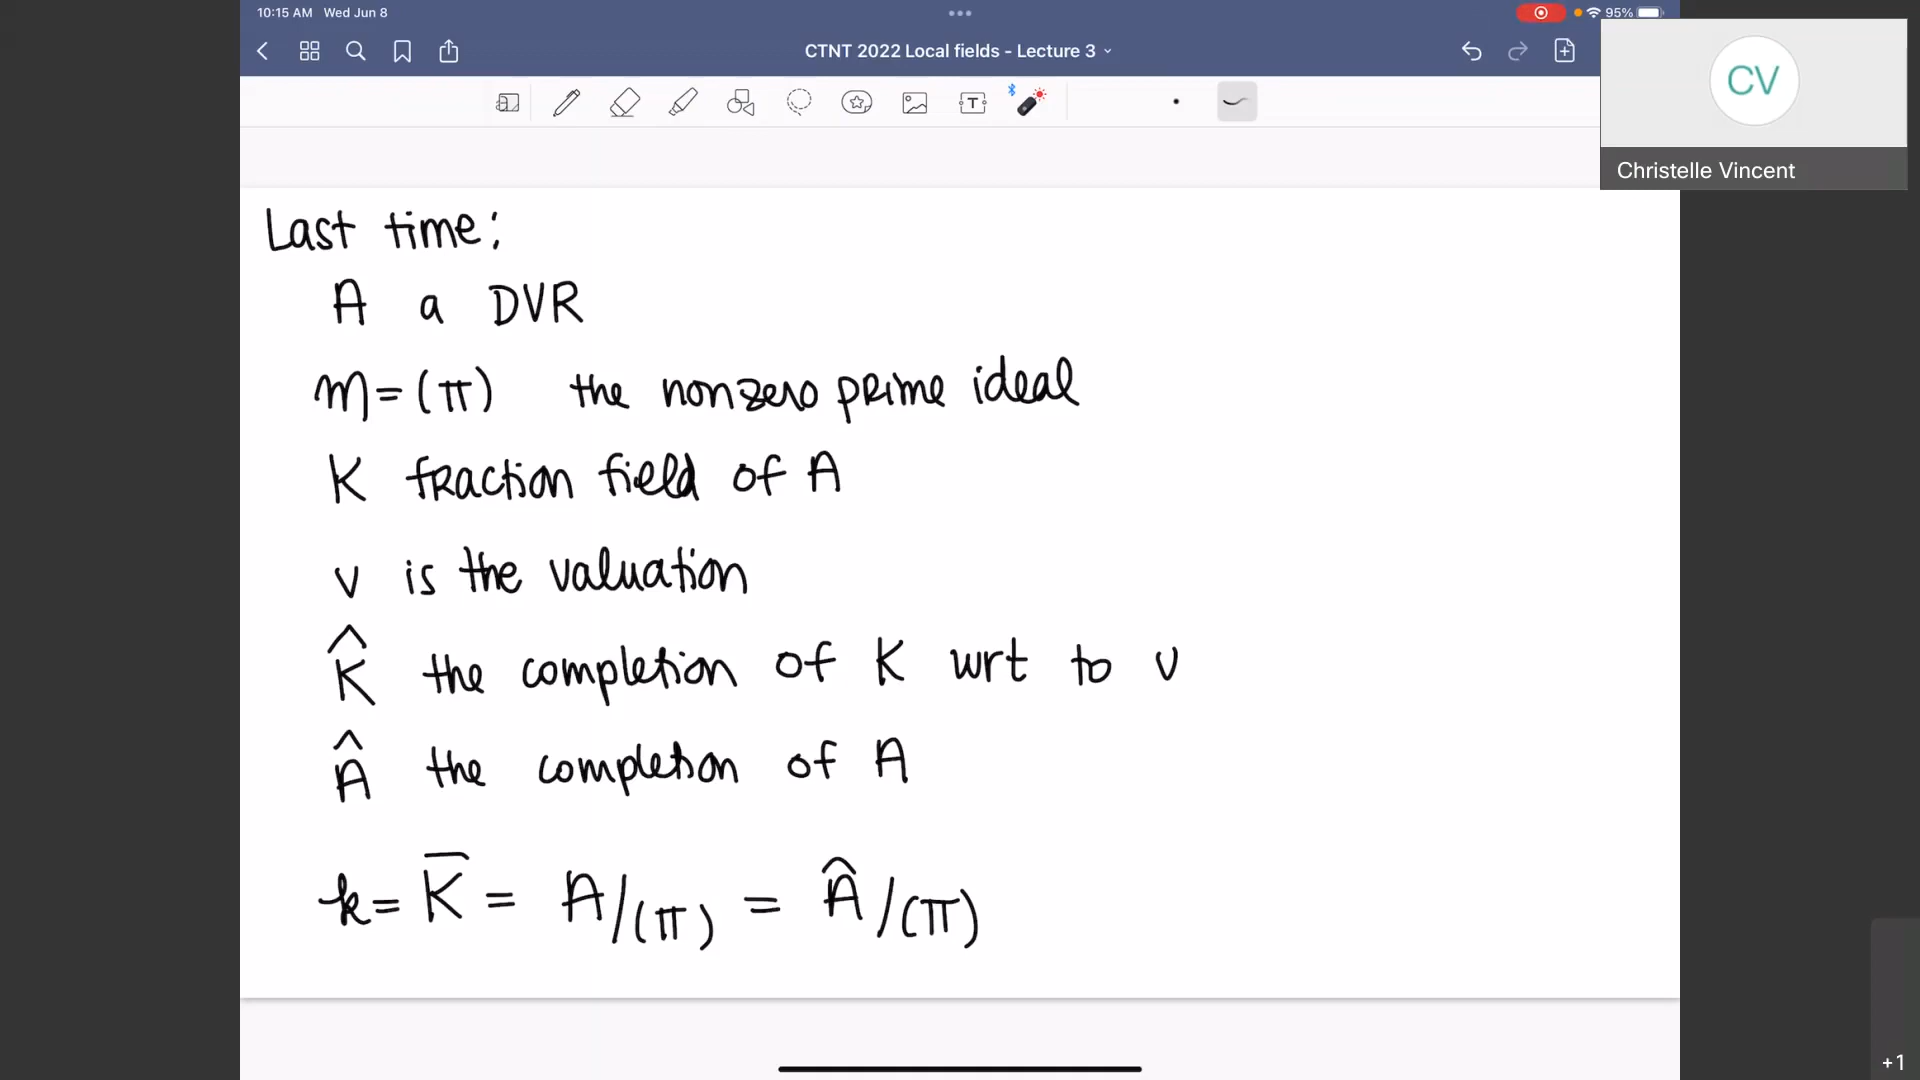 10:15 AM Wed Jun 8
95%
CTNT 2022 Local fields - Lecture 3
T
CV
Christelle Vincent
Last time:
A a DVR
m = (π) the nonzero prime ideal
K fraction field of A
v is the valuation
K̂ the completion of K wrt to v
Â the completion of A
k = K̅ = A/(π) = Â/(π)
+1